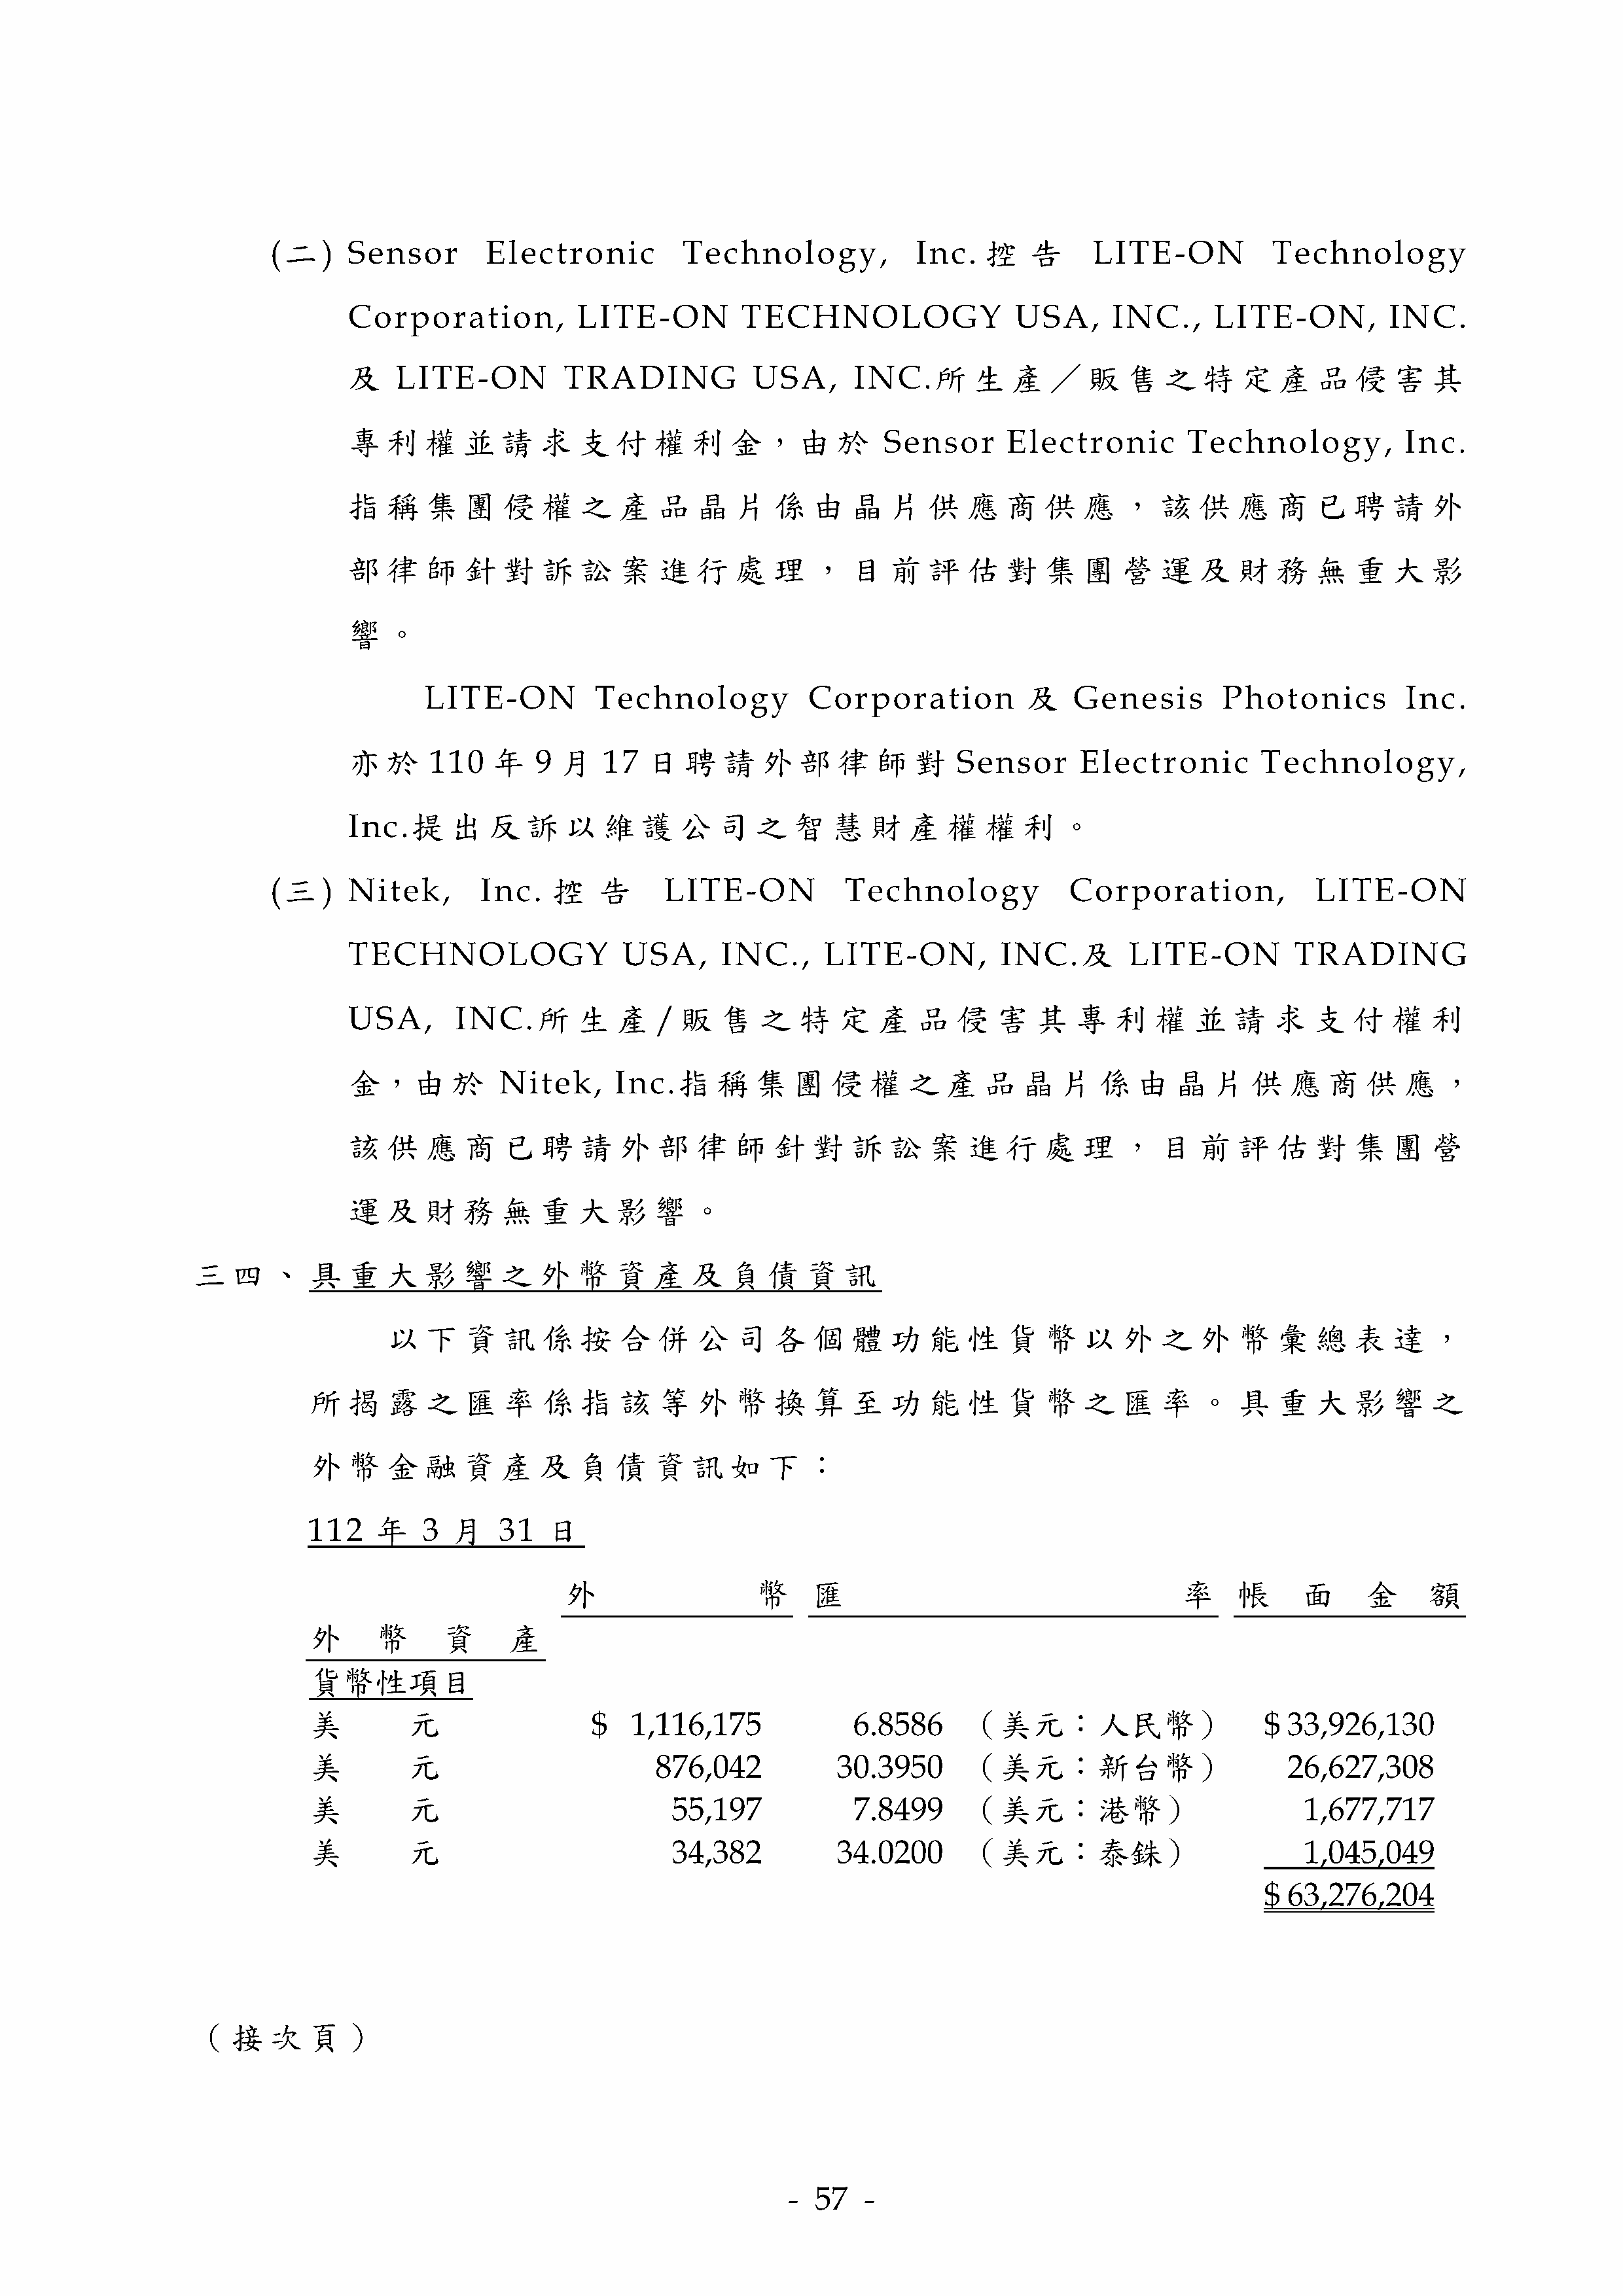 (二) Sensor Electronic Technology, Inc.控告 LITE-ON Technology
Corporation, LITE-ON TECHNOLOGY USA, INC., LITE-ON, INC.
及 LITE-ON TRADING USA, INC.所生產／販售之特定產品侵害其
專利權並請求支付權利金，由於 Sensor Electronic Technology, Inc.
指稱集團侵權之產品晶片係由晶片供應商供應，該供應商已聘請外
部律師針對訴訟案進行處理，目前評估對集團營運及財務無重大影
響。
LITE-ON Technology Corporation 及 Genesis Photonics Inc.
亦於 110 年 9 月 17 日聘請外部律師對 Sensor Electronic Technology,
Inc.提出反訴以維護公司之智慧財產權權利。
(三) Nitek, Inc.控告 LITE-ON Technology Corporation, LITE-ON
TECHNOLOGY USA, INC., LITE-ON, INC.及 LITE-ON TRADING
USA, INC.所生產/販售之特定產品侵害其專利權並請求支付權利
金，由於 Nitek, Inc.指稱集團侵權之產品晶片係由晶片供應商供應，
該供應商已聘請外部律師針對訴訟案進行處理，目前評估對集團營
運及財務無重大影響。
三四、具重大影響之外幣資產及負債資訊
以下資訊係按合併公司各個體功能性貨幣以外之外幣彙總表達，
所揭露之匯率係指該等外幣換算至功能性貨幣之匯率。具重大影響之
外幣金融資產及負債資訊如下：
112 年 3 月 31 日
外幣 匯率 帳面金額
外幣資產
貨幣性項目
美元 $ 1,116,175 6.8586 （美元：人民幣） $ 33,926,130
美元 876,042 30.3950 （美元：新台幣） 26,627,308
美元 55,197 7.8499 （美元：港幣） 1,677,717
美元 34,382 34.0200 （美元：泰銖） 1,045,049
$ 63,276,204
（接次頁）
- 57 -